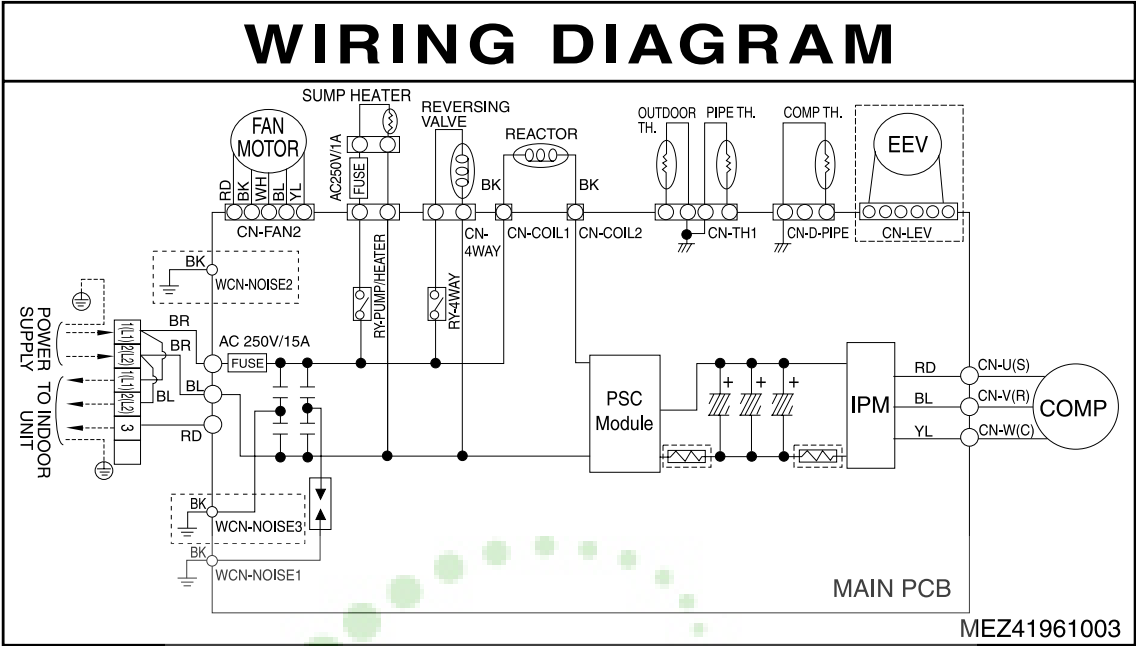 WIRING DIAGRAM
SUMP HEATER
REVERSING
VALVE
REACTOR
OUTDOOR
TH.
PIPE TH.
COMP TH.
EEV
FAN
MOTOR
AC250V/1A
FUSE
BK
BK
RD
BK
WH
BL
YL
CN-FAN2
CN-
4WAY
CN-COIL1
CN-COIL2
CN-TH1
CN-D-PIPE
CN-LEV
BK
WCN-NOISE2
RY-PUMP/HEATER
RY-4WAY
POWER
SUPPLY
TO INDOOR
UNIT
1(L1)
2(L2)
1(L1)
2(L2)
3
BR
BR
BL
BL
RD
AC 250V/15A
FUSE
PSC
Module
+
+
+
IPM
RD
BL
YL
CN-U(S)
CN-V(R)
CN-W(C)
COMP
BK
WCN-NOISE3
BK
WCN-NOISE1
MAIN PCB
MEZ41961003